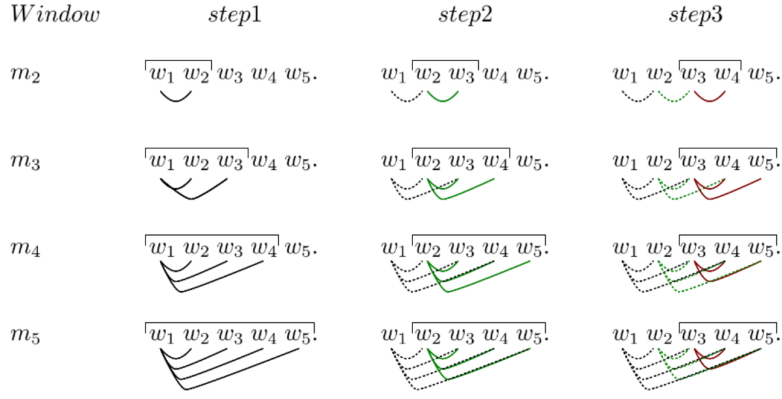 Window step1 step2 step3
m₂ w₁ w₂ w₃ w₄ w₅. w₁ w₂ w₃ w₄ w₅. w₁ w₂ w₃ w₄ w₅.
m₃ w₁ w₂ w₃ w₄ w₅. w₁ w₂ w₃ w₄ w₅. w₁ w₂ w₃ w₄ w₅.
m₄ w₁ w₂ w₃ w₄ w₅. w₁ w₂ w₃ w₄ w₅. w₁ w₂ w₃ w₄ w₅.
m₅ w₁ w₂ w₃ w₄ w₅. w₁ w₂ w₃ w₄ w₅. w₁ w₂ w₃ w₄ w₅.